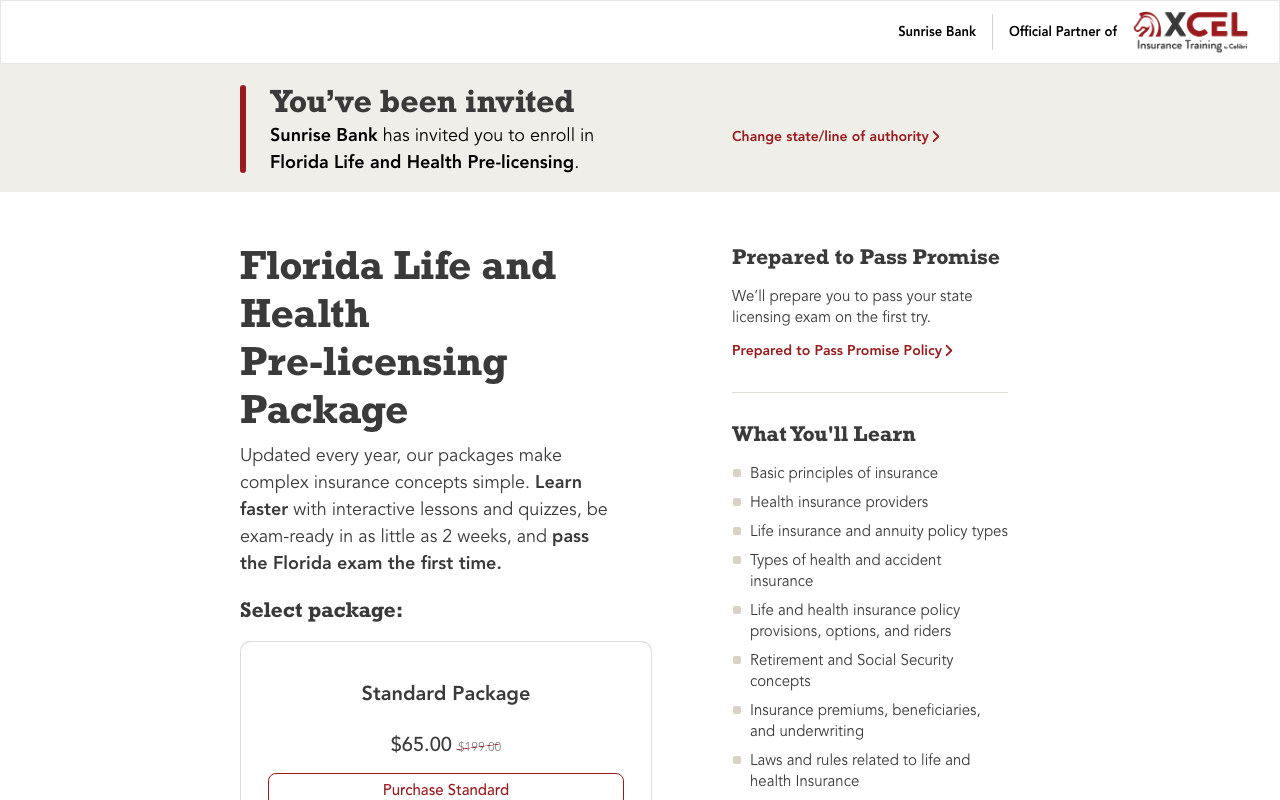 Sunrise Bank
Official Partner of
XCEL
Insurance Training by Colibri
You’ve been invited
Sunrise Bank has invited you to enroll in
Florida Life and Health Pre-licensing.
Change state/line of authority
Florida Life and
Health
Pre-licensing
Package
Updated every year, our packages make
complex insurance concepts simple. Learn
faster with interactive lessons and quizzes, be
exam-ready in as little as 2 weeks, and pass
the Florida exam the first time.
Select package:
Standard Package
$65.00 $199.00
Purchase Standard
Prepared to Pass Promise
We’ll prepare you to pass your state
licensing exam on the first try.
Prepared to Pass Promise Policy
What You'll Learn
Basic principles of insurance
Health insurance providers
Life insurance and annuity policy types
Types of health and accident
insurance
Life and health insurance policy
provisions, options, and riders
Retirement and Social Security
concepts
Insurance premiums, beneficiaries,
and underwriting
Laws and rules related to life and
health Insurance